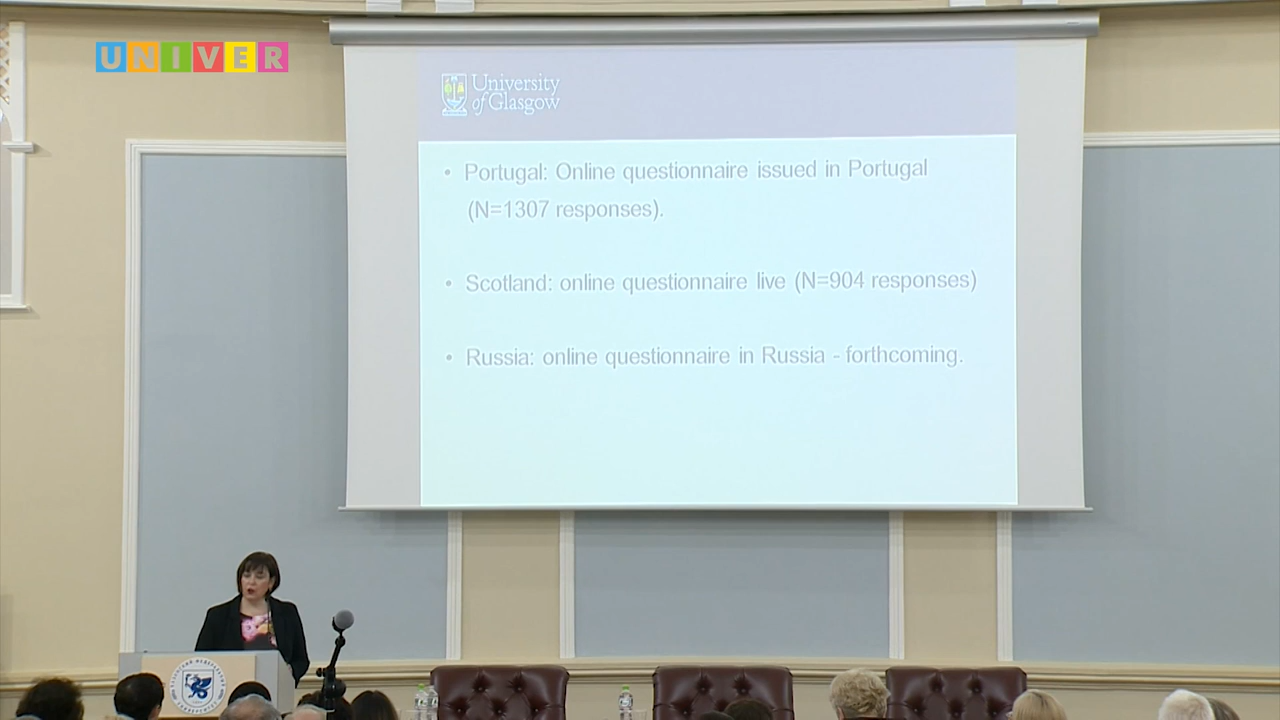 UNIVER
University
of Glasgow
• Portugal: Online questionnaire issued in Portugal
(N=1307 responses).
• Scotland: online questionnaire live (N=904 responses)
• Russia: online questionnaire in Russia - forthcoming.